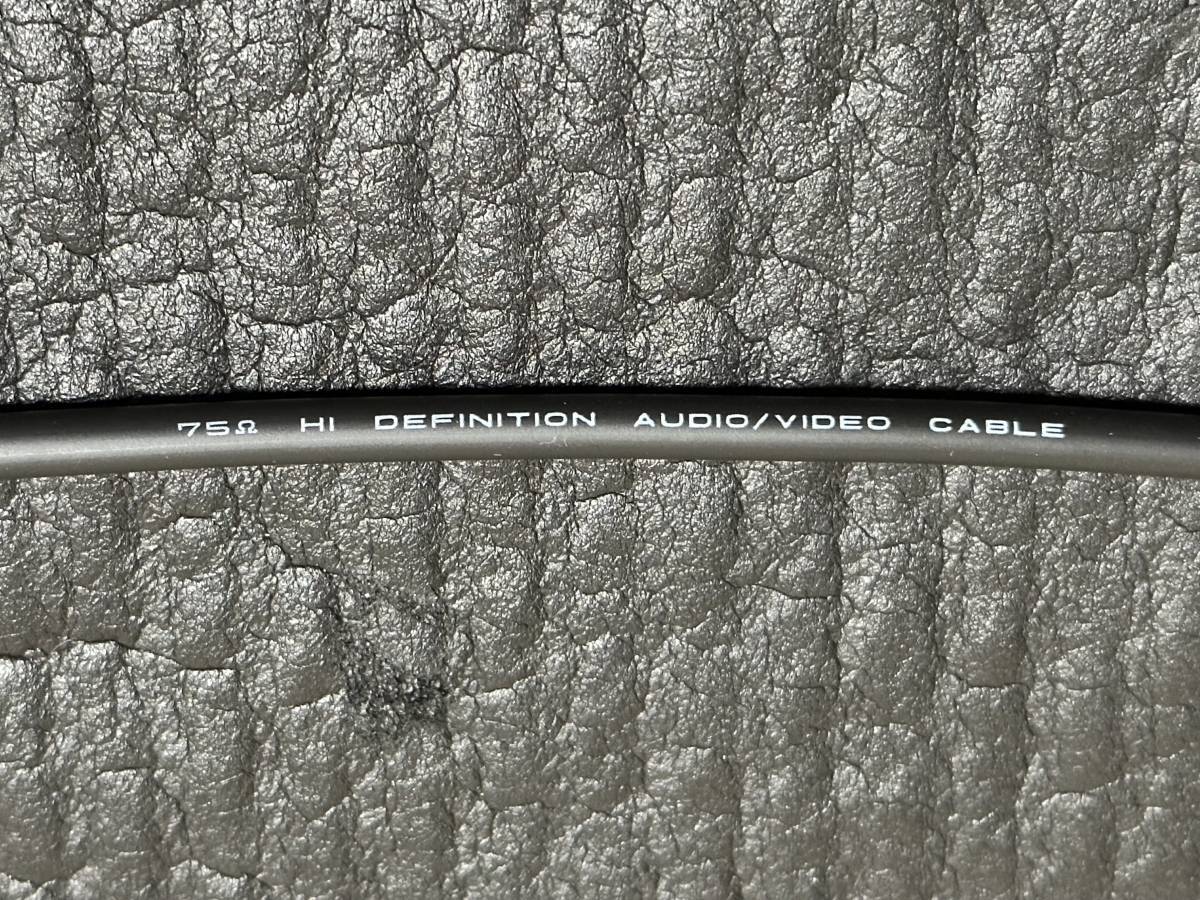 75Ω HI DEFINITION AUDIO/VIDEO CABLE